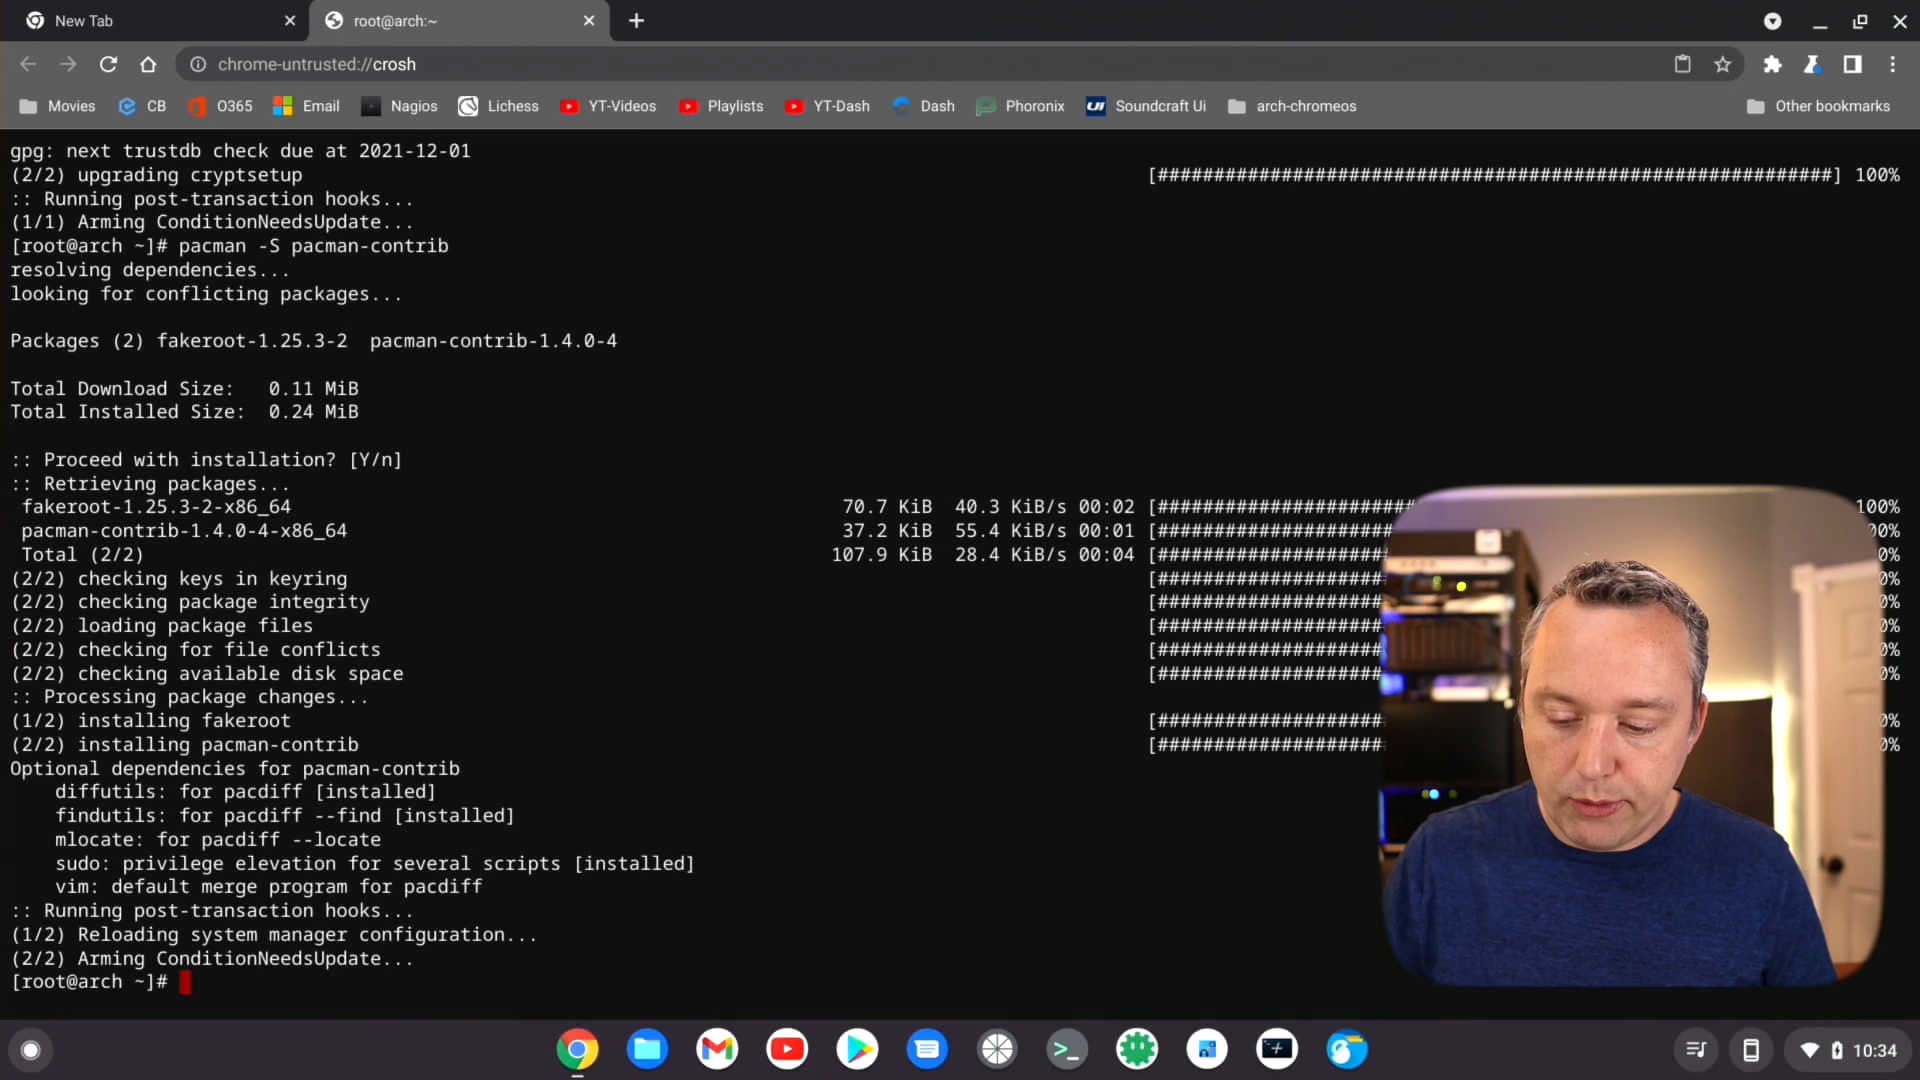 New Tab
root@arch:~
chrome-untrusted://crosh
Movies CB O365 Email Nagios Lichess YT-Videos Playlists YT-Dash Dash Phoronix Soundcraft Ui arch-chromeos Other bookmarks
gpg: next trustdb check due at 2021-12-01
(2/2) upgrading cryptsetup [############################################################] 100%
:: Running post-transaction hooks...
(1/1) Arming ConditionNeedsUpdate...
[root@arch ~]# pacman -S pacman-contrib
resolving dependencies...
looking for conflicting packages...
Packages (2) fakeroot-1.25.3-2  pacman-contrib-1.4.0-4
Total Download Size:   0.11 MiB
Total Installed Size:  0.24 MiB
:: Proceed with installation? [Y/n]
:: Retrieving packages...
fakeroot-1.25.3-2-x86_64 70.7 KiB 40.3 KiB/s 00:02 [####################### 100%
pacman-contrib-1.4.0-4-x86_64 37.2 KiB 55.4 KiB/s 00:01 [#################### 00%
Total (2/2) 107.9 KiB 28.4 KiB/s 00:04 [#################### 0%
(2/2) checking keys in keyring [#################### 0%
(2/2) checking package integrity [#################### 0%
(2/2) loading package files [#################### 0%
(2/2) checking for file conflicts [#################### 0%
(2/2) checking available disk space [#################### 0%
:: Processing package changes...
(1/2) installing fakeroot [#################### 0%
(2/2) installing pacman-contrib [#################### 0%
Optional dependencies for pacman-contrib
diffutils: for pacdiff [installed]
findutils: for pacdiff --find [installed]
mlocate: for pacdiff --locate
sudo: privilege elevation for several scripts [installed]
vim: default merge program for pacdiff
:: Running post-transaction hooks...
(1/2) Reloading system manager configuration...
(2/2) Arming ConditionNeedsUpdate...
[root@arch ~]#
10:34